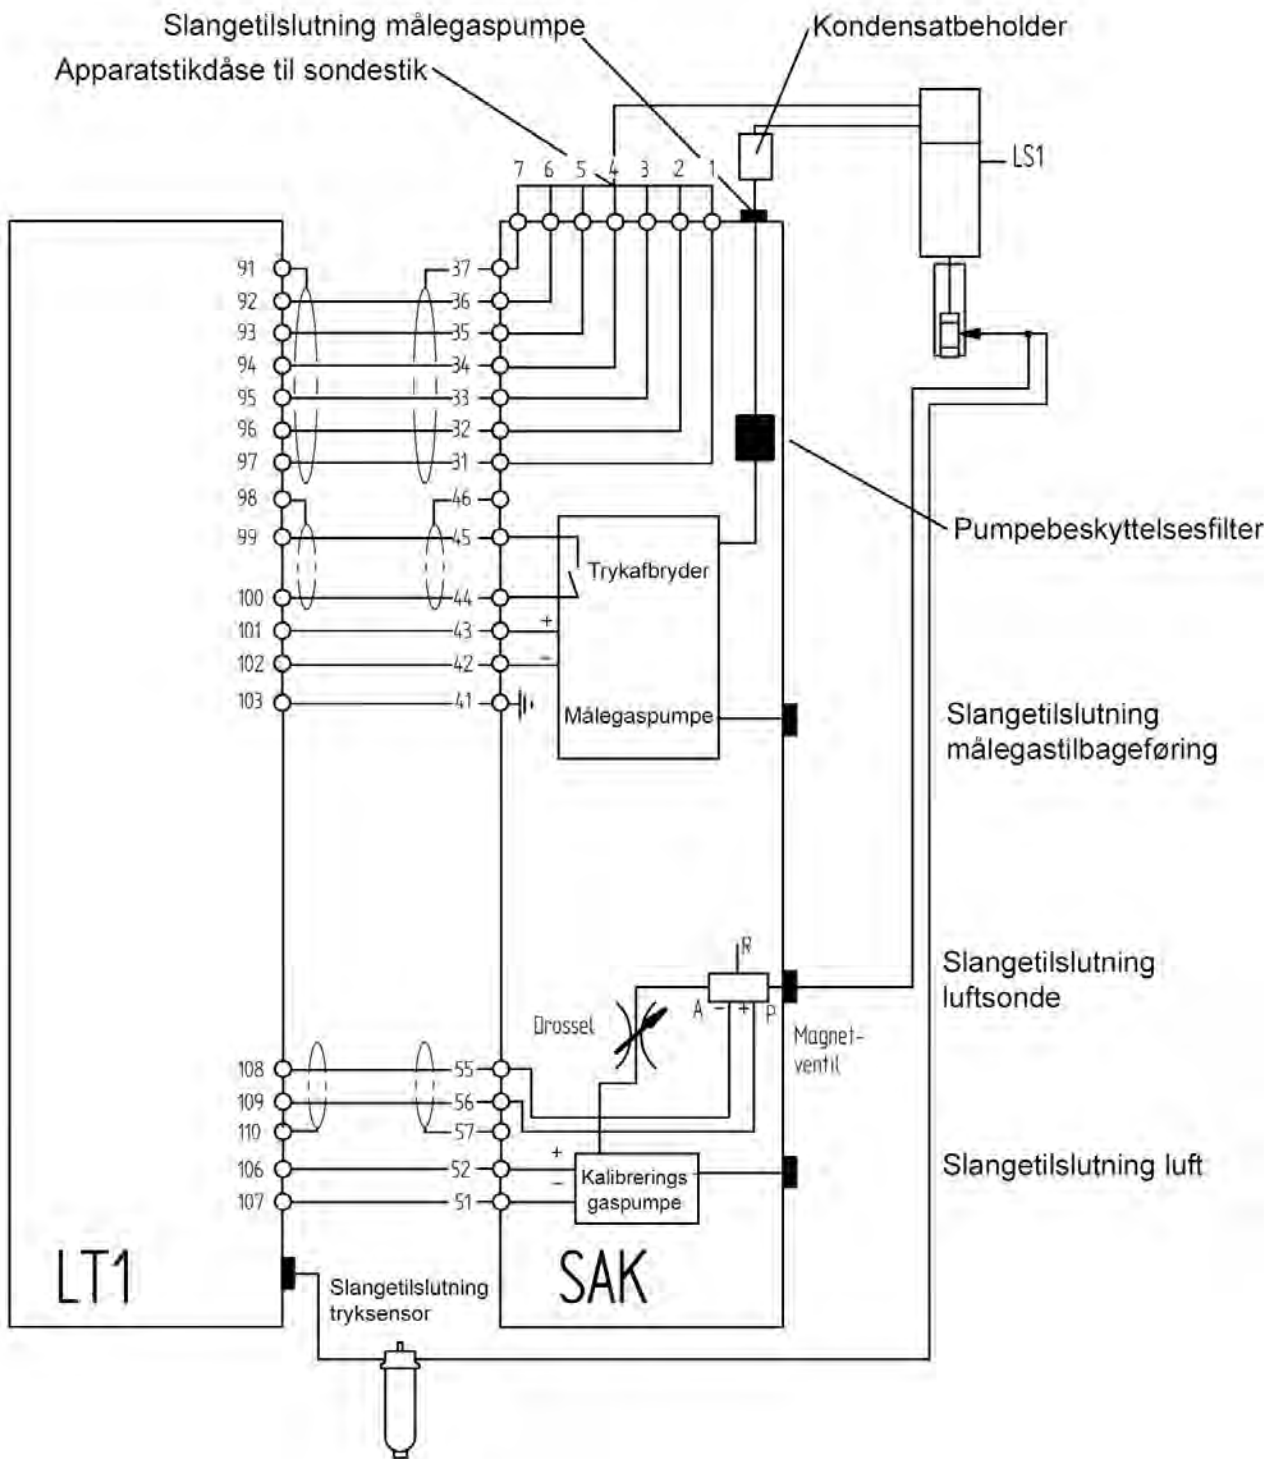 Slangetilslutning målegaspumpe
Kondensatbeholder
Apparatstikdåse til sondestik
LS1
7 6 5 4 3 2 1
91 37
92 36
93 35
94 34
95 33
96 32
97 31
98 46
99 45
Pumpebeskyttelsesfilter
Trykafbryder
100 44
101 43 +
102 42 -
103 41
Målegaspumpe
Slangetilslutning
målegastilbageføring
R
Slangetilslutning
luftsonde
A - + P
Drossel
Magnet-
ventil
108 55
109 56
110 57
106 52 +
-
107 51
Kalibrerings
gaspumpe
Slangetilslutning luft
LT1
Slangetilslutning
tryksensor
SAK